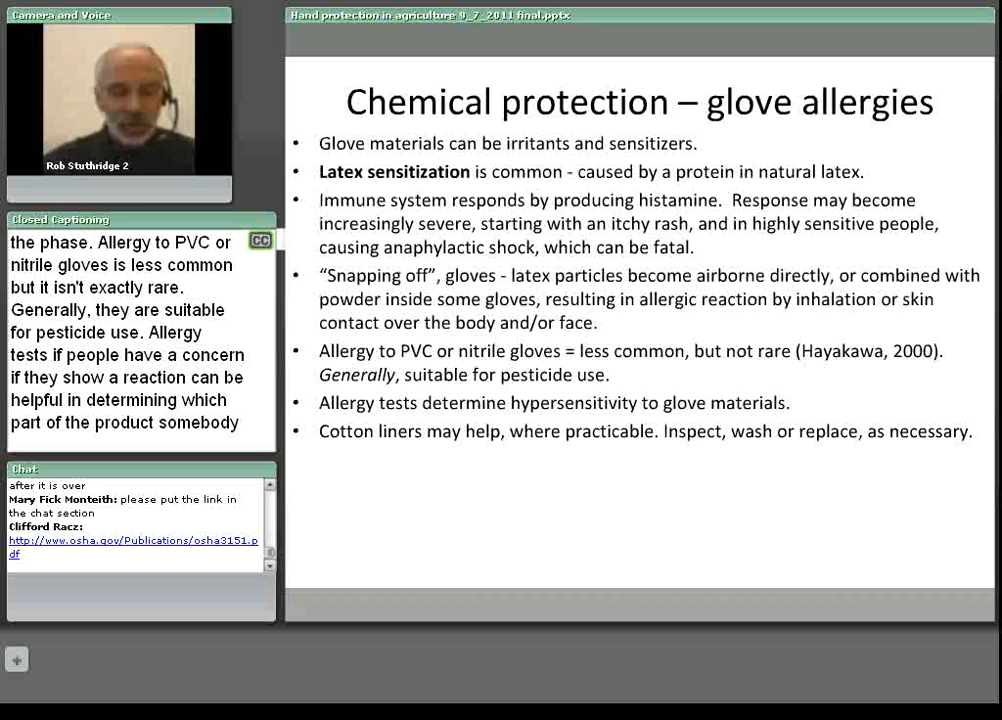 Camera and Voice
Rob Stuthridge 2
Closed Captioning
the phase. Allergy to PVC or
CC
nitrile gloves is less common
but it isn't exactly rare.
Generally, they are suitable
for pesticide use. Allergy
tests if people have a concern
if they show a reaction can be
helpful in determining which
part of the product somebody
Chat
after it is over
Mary Fick Monteith: please put the link in
the chat section
Clifford Racz:
http://www.osha.gov/Publications/osha3151.p
df
Hand protection in agriculture 9_7_2011 final.pptx
Chemical protection – glove allergies
• Glove materials can be irritants and sensitizers.
• Latex sensitization is common - caused by a protein in natural latex.
• Immune system responds by producing histamine. Response may become
increasingly severe, starting with an itchy rash, and in highly sensitive people,
causing anaphylactic shock, which can be fatal.
• “Snapping off”, gloves - latex particles become airborne directly, or combined with
powder inside some gloves, resulting in allergic reaction by inhalation or skin
contact over the body and/or face.
• Allergy to PVC or nitrile gloves = less common, but not rare (Hayakawa, 2000).
Generally, suitable for pesticide use.
• Allergy tests determine hypersensitivity to glove materials.
• Cotton liners may help, where practicable. Inspect, wash or replace, as necessary.